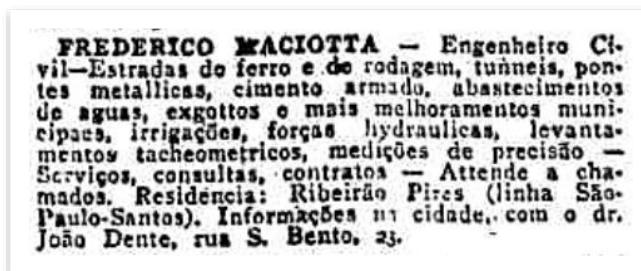 FREDERICO MACIOTTA — Engenheiro Ci-
vil—Estradas de ferro e de rodagem, tunneis, pon-
tes metallicas, cimento armado, abastecimentos
de aguas, exgottos e mais melhoramentos muni-
cipaes, irrigações, forças hydraulicas, levanta-
mentos tacheometricos, medições de precisão —
Serviços, consultas, contratos — Attende a cha-
mados. Residencia: Ribeirão Pires (linha São-
Paulo-Santos). Informações na cidade, com o dr.
João Dente, rua S. Bento, 23.